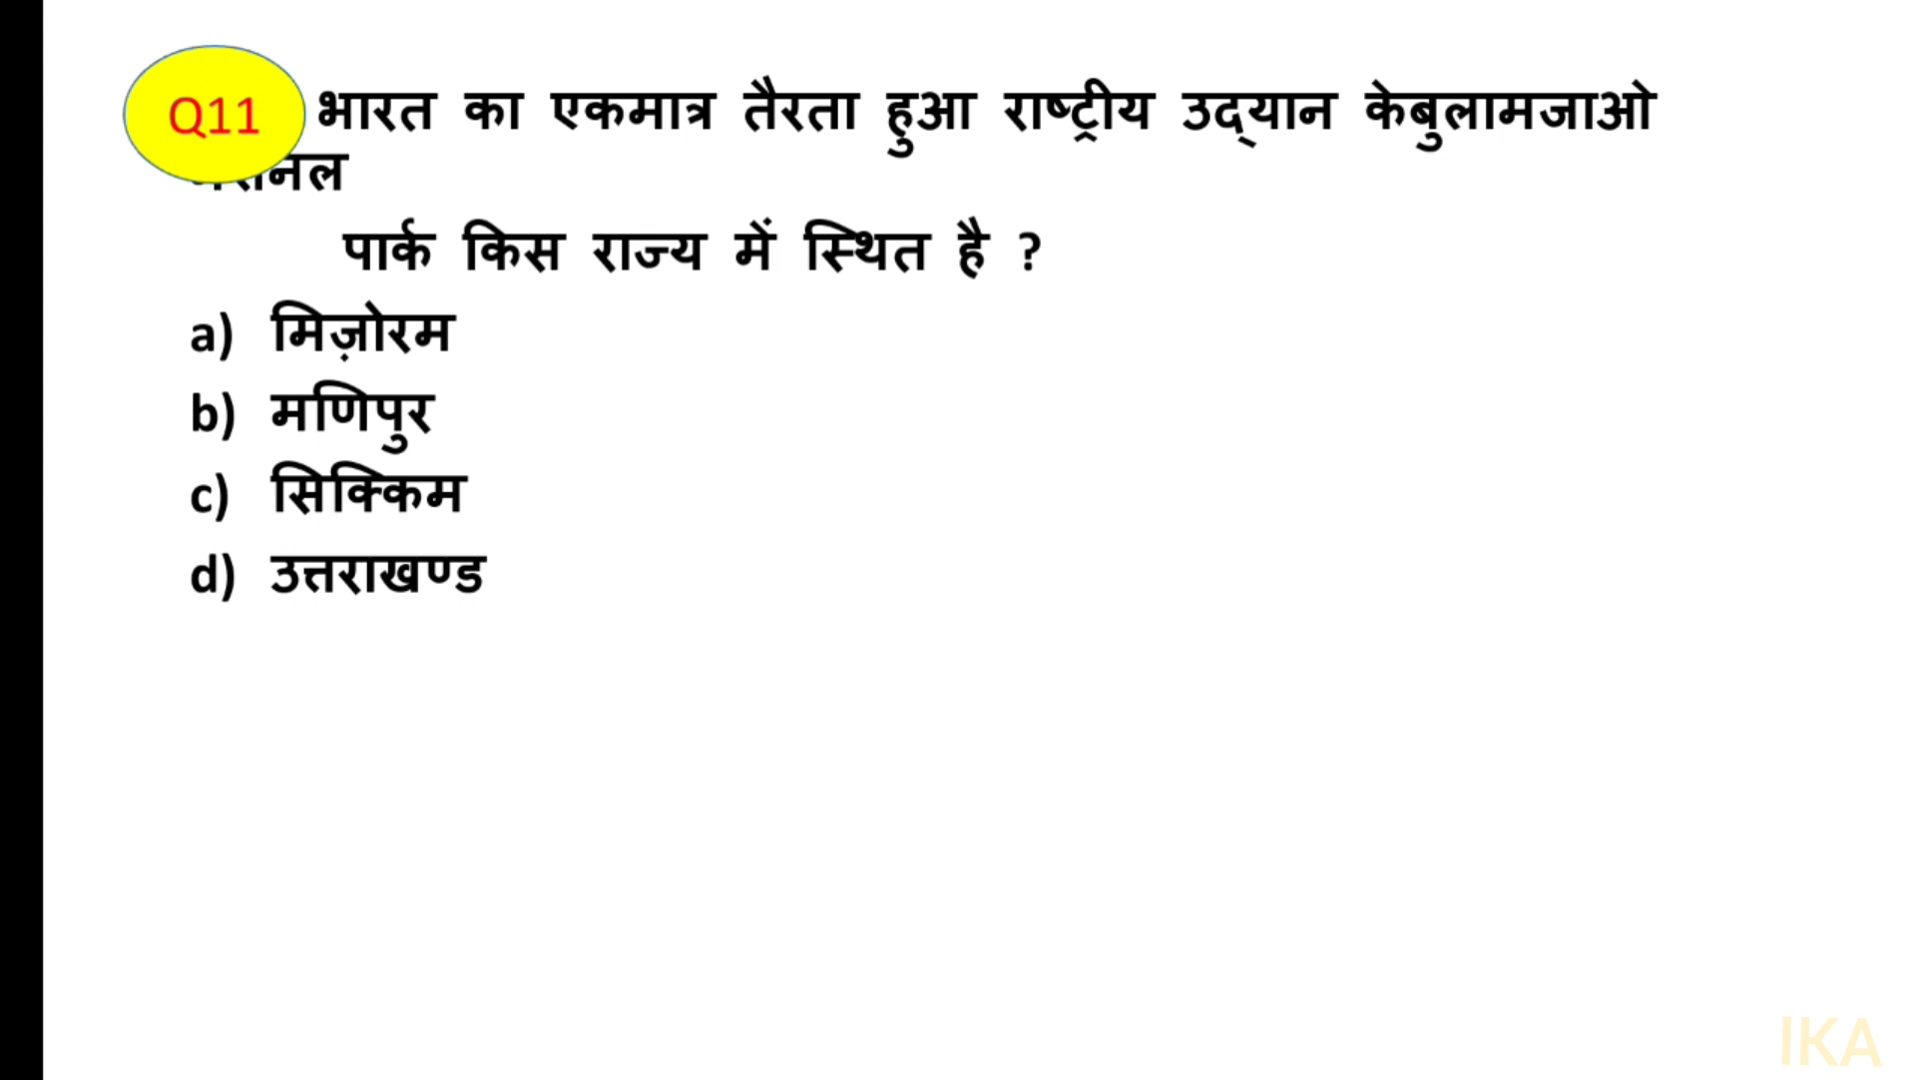 Q11 भारत का एकमात्र तैरता हुआ राष्ट्रीय उद्यान केबुलामजाओ
पार्क किस राज्य में स्थित है ?
a) मिज़ोरम
b) मणिपुर
c) सिक्किम
d) उत्तराखण्ड
IKA